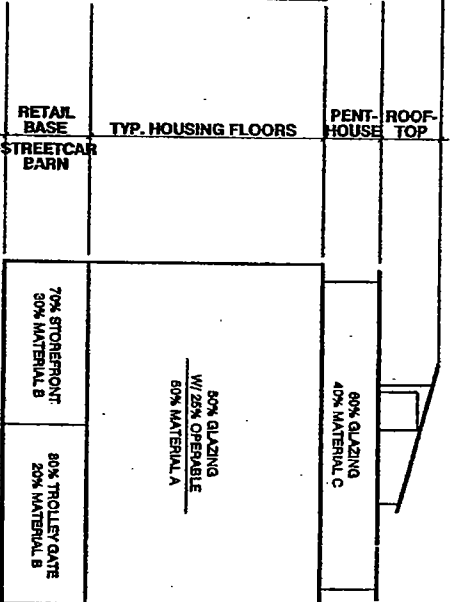 RETAIL
BASE
TYP. HOUSING FLOORS
PENT-
HOUSE
ROOF-
TOP
STREETCAR
BARN
70% STOREFRONT
30% MATERIAL B
80% TROLLEY GATE
20% MATERIAL B
50% GLAZING
W/ 25% OPERABLE
50% MATERIAL A
60% GLAZING
40% MATERIAL C